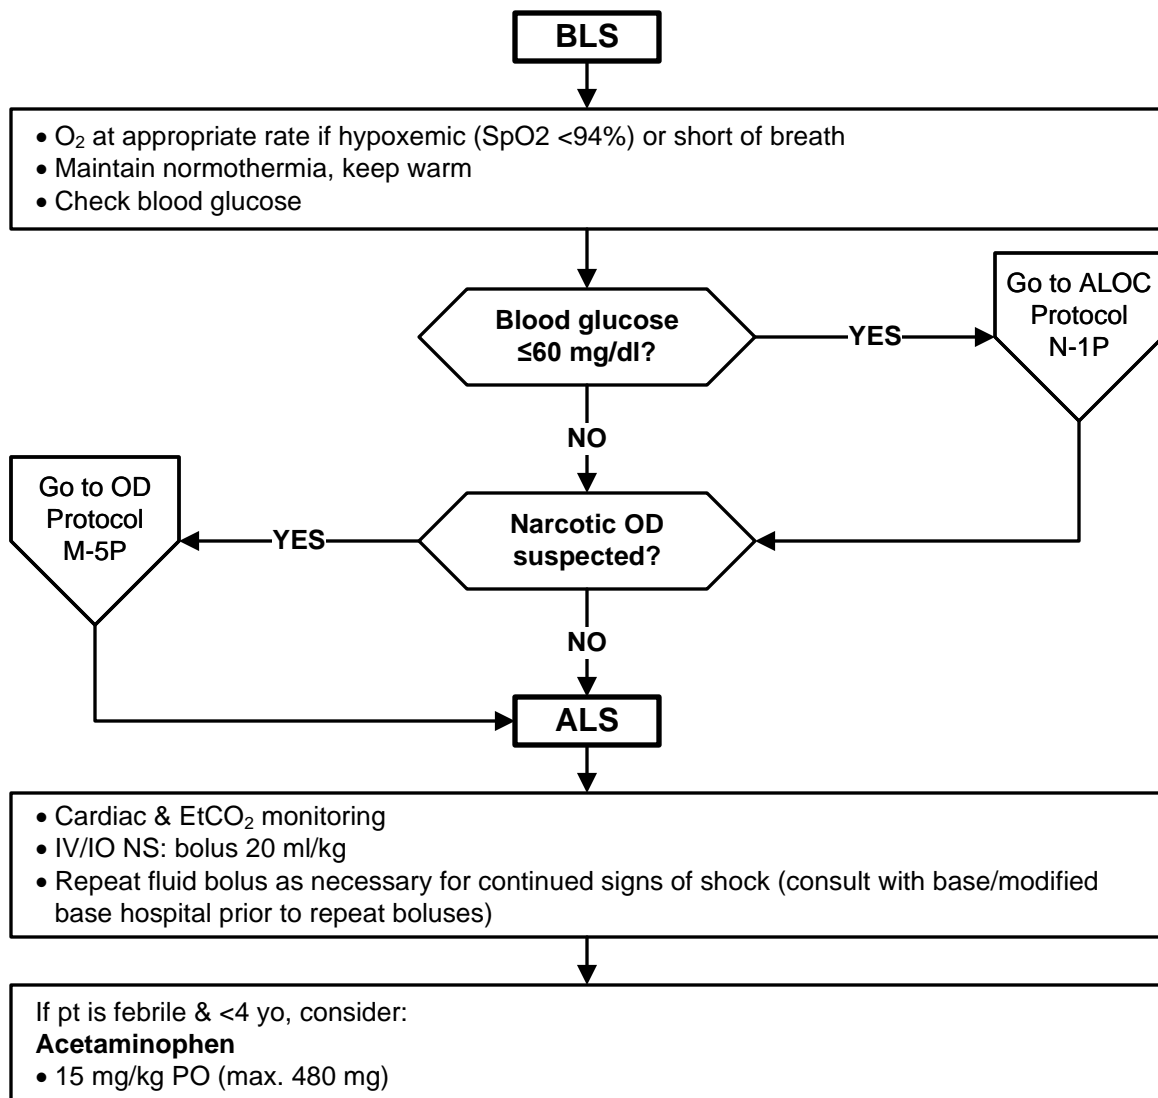 BLS
• O₂ at appropriate rate if hypoxemic (SpO2 <94%) or short of breath
• Maintain normothermia, keep warm
• Check blood glucose
Blood glucose
≤60 mg/dl?
YES
Go to ALOC
Protocol
N-1P
NO
Go to OD
Protocol
M-5P
YES
Narcotic OD
suspected?
NO
ALS
• Cardiac & EtCO₂ monitoring
• IV/IO NS: bolus 20 ml/kg
• Repeat fluid bolus as necessary for continued signs of shock (consult with base/modified
base hospital prior to repeat boluses)
If pt is febrile & <4 yo, consider:
Acetaminophen
• 15 mg/kg PO (max. 480 mg)